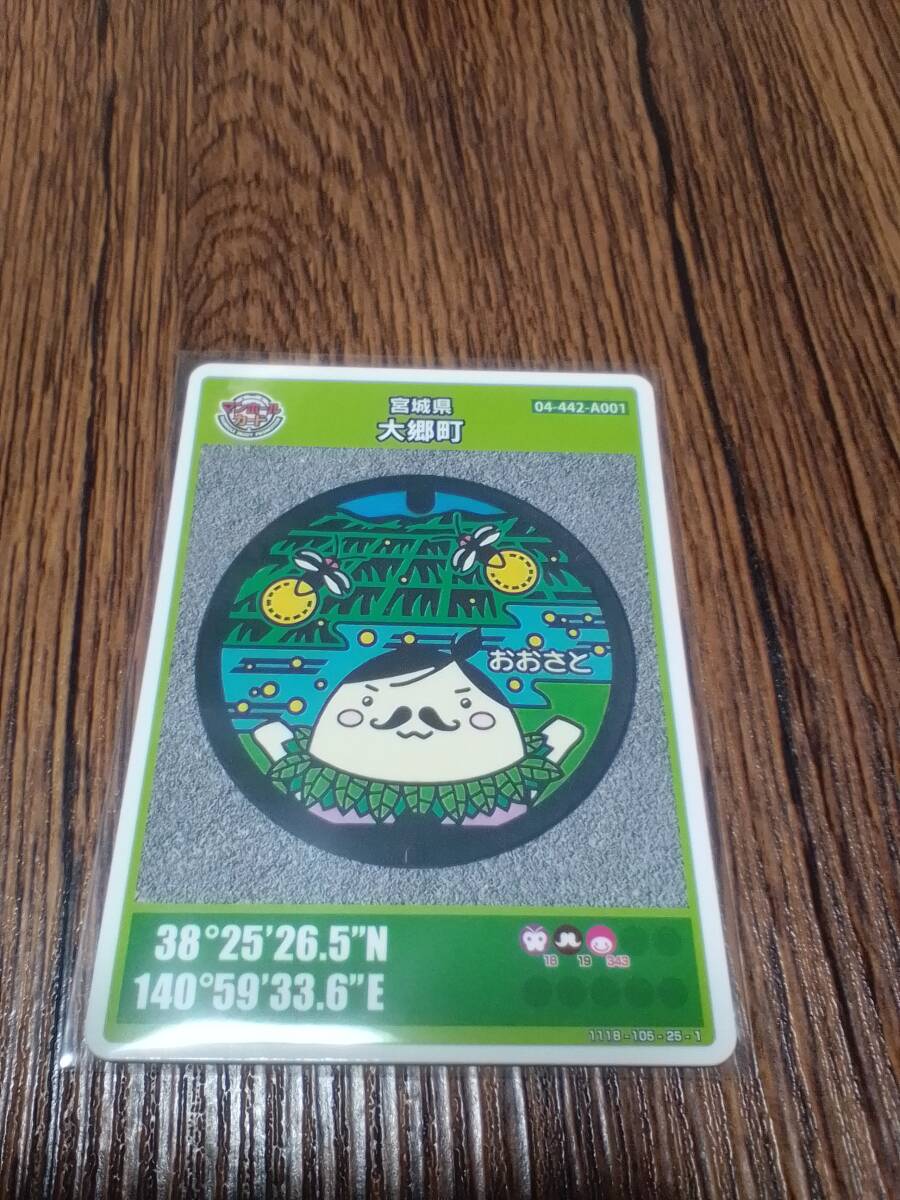 マンホール
カード
宮城県
大郷町
04-442-A001
おおさと
38°25'26.5"N
140°59'33.6"E
18 19 343
1118-105-25-1